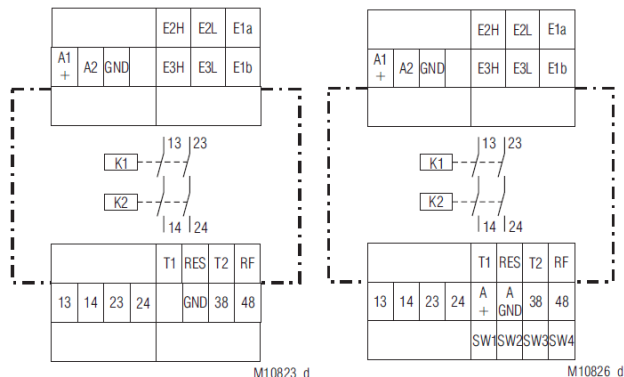 E2H E2L E1a
A1 + A2 GND E3H E3L E1b
13 23
K1
K2
14 24
T1 RES T2 RF
13 14 23 24 GND 38 48
M10823_d
E2H E2L E1a
A1 + A2 GND E3H E3L E1b
13 23
K1
K2
14 24
T1 RES T2 RF
13 14 23 24 A + A GND 38 48
SW1 SW2 SW3 SW4
M10826_d